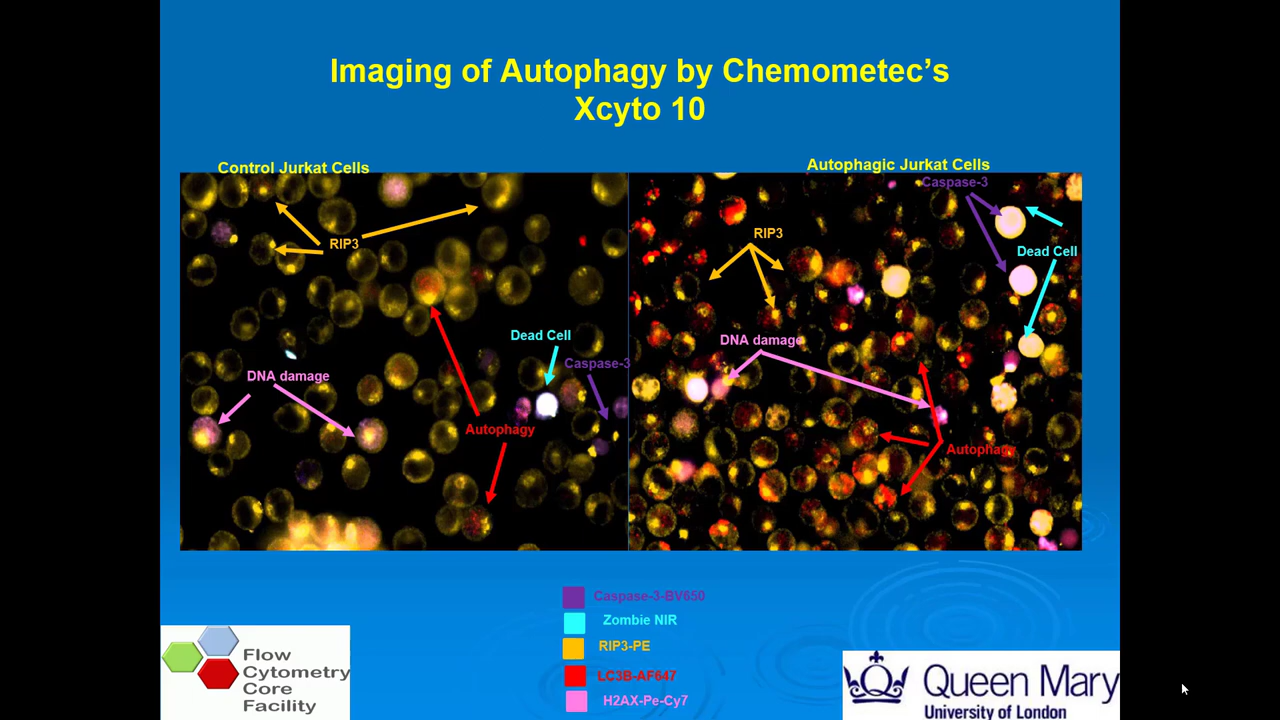 Imaging of Autophagy by Chemometec’s
Xcyto 10
Control Jurkat Cells
Autophagic Jurkat Cells
Caspase-3
RIP3
RIP3
Dead Cell
Dead Cell
DNA damage
Caspase-3
DNA damage
Autophagy
Autophagy
Caspase-3-BV650
Zombie NIR
RIP3-PE
LC3B-AF647
H2AX-Pe-Cy7
Flow
Cytometry
Core
Facility
Queen Mary
University of London